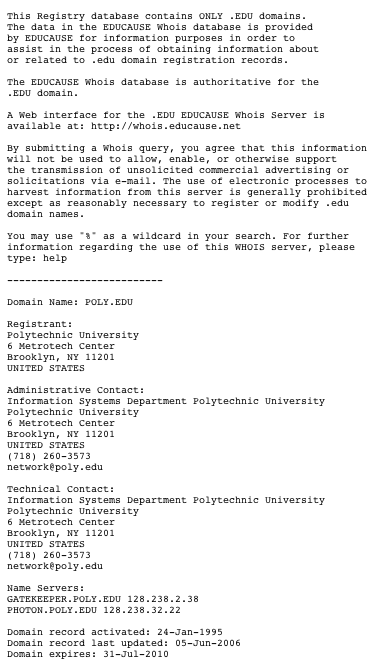 This Registry database contains ONLY .EDU domains.
The data in the EDUCAUSE Whois database is provided
by EDUCAUSE for information purposes in order to
assist in the process of obtaining information about
or related to .edu domain registration records.

The EDUCAUSE Whois database is authoritative for the
.EDU domain.

A Web interface for the .EDU EDUCAUSE Whois Server is
available at: http://whois.educause.net

By submitting a Whois query, you agree that this information
will not be used to allow, enable, or otherwise support
the transmission of unsolicited commercial advertising or
solicitations via e-mail. The use of electronic processes to
harvest information from this server is generally prohibited
except as reasonably necessary to register or modify .edu
domain names.

You may use "%" as a wildcard in your search. For further
information regarding the use of this WHOIS server, please
type: help

--------------------------

Domain Name: POLY.EDU

Registrant:
Polytechnic University
6 Metrotech Center
Brooklyn, NY 11201
UNITED STATES

Administrative Contact:
Information Systems Department Polytechnic University
Polytechnic University
6 Metrotech Center
Brooklyn, NY 11201
UNITED STATES
(718) 260-3573
network@poly.edu

Technical Contact:
Information Systems Department Polytechnic University
Polytechnic University
6 Metrotech Center
Brooklyn, NY 11201
UNITED STATES
(718) 260-3573
network@poly.edu

Name Servers:
GATEKEEPER.POLY.EDU 128.238.2.38
PHOTON.POLY.EDU 128.238.32.22

Domain record activated: 24-Jan-1995
Domain record last updated: 05-Jun-2006
Domain expires: 31-Jul-2010